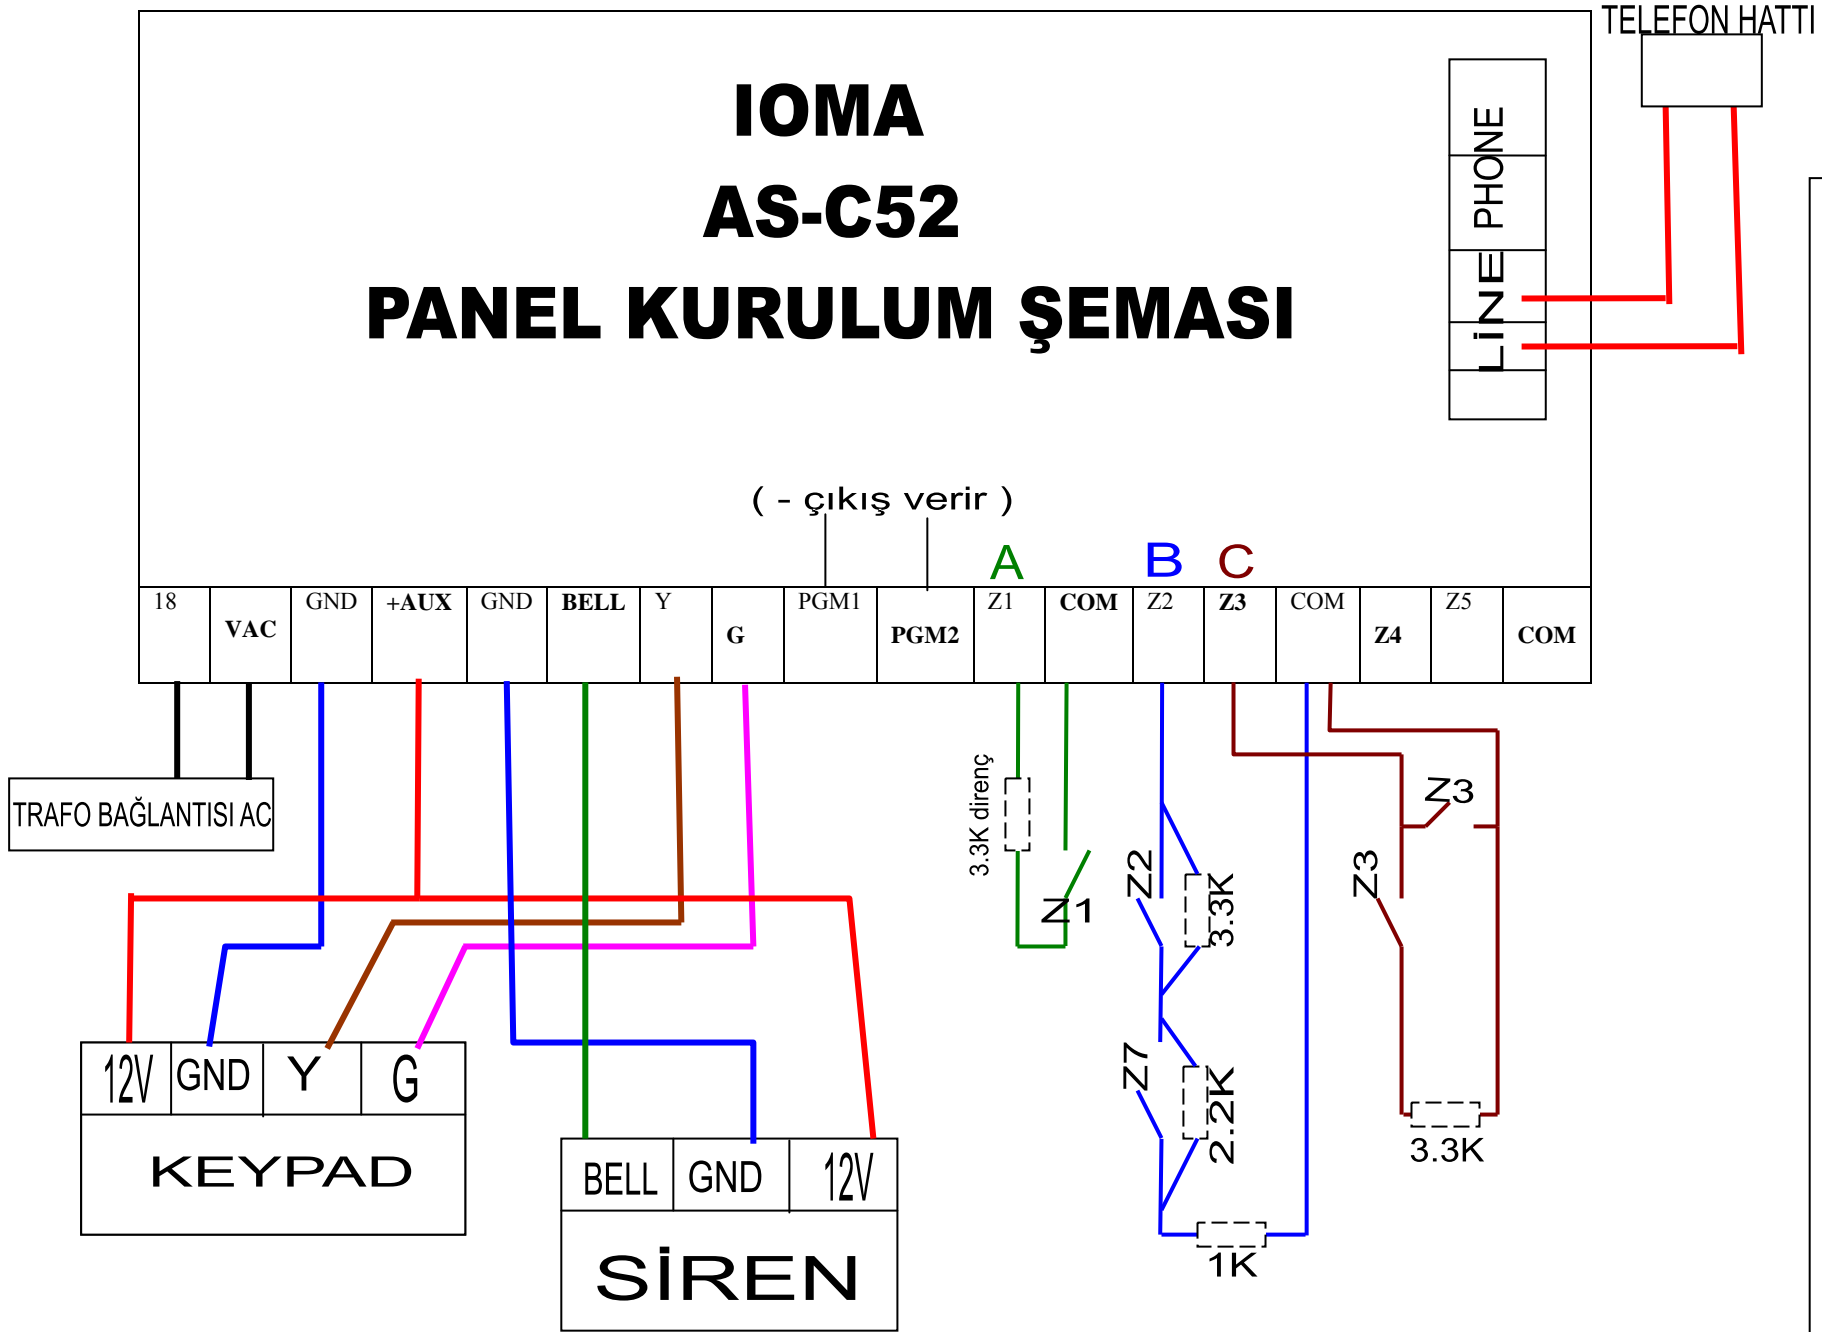 TELEFON HATTI
IOMA
AS-C52
PANEL KURULUM ŞEMASI
PHONE
LİNE
( - çıkış verir )
A
B
C
18
VAC
GND
+AUX
GND
BELL
Y
G
PGM1
PGM2
Z1
COM
Z2
Z3
COM
Z4
Z5
COM
TRAFO BAĞLANTISI AC
3.3K direnç
Z1
Z2
3.3K
Z7
2.2K
1K
Z3
Z3
3.3K
12V
GND
Y
G
KEYPAD
BELL
GND
12V
SİREN